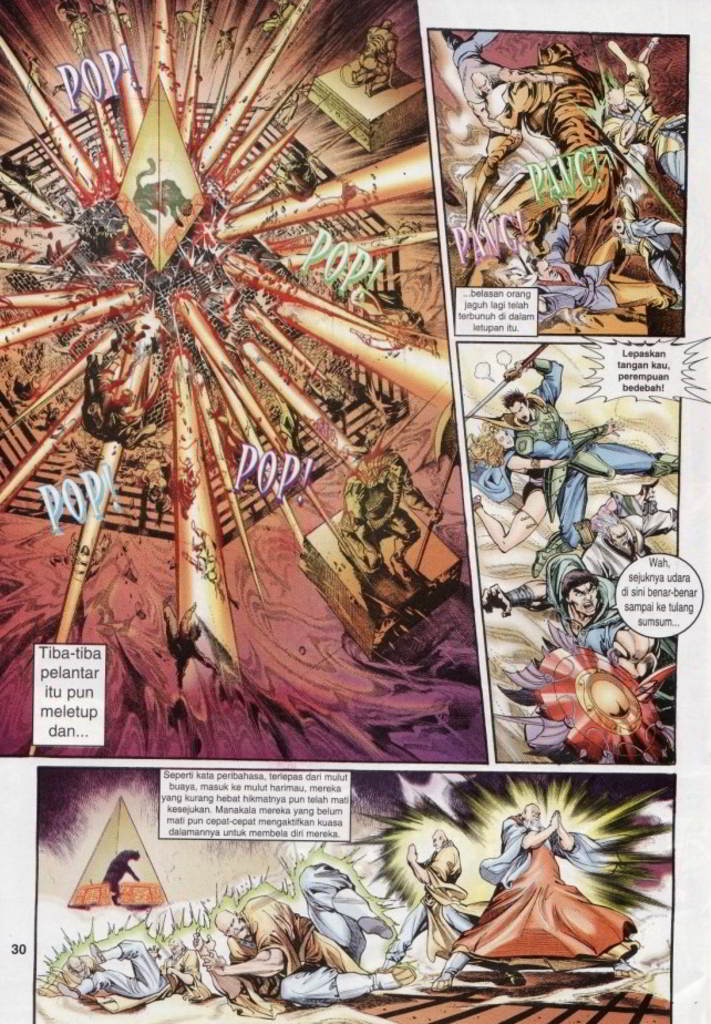 POP!
POP!
POP!
POP!
Tiba-tiba
pelantar
itu pun
meletup
dan...
PANG!
PANG!
...belasan orang
jaguh lagi telah
terbunuh di dalam
letupan itu.
Lepaskan
tangan kau,
perempuan
bedebah!
Wah,
sejuknya udara
di sini benar-benar
sampai ke tulang
sumsum...
Seperti kata peribahasa, terlepas dari mulut
buaya, masuk ke mulut harimau, mereka
yang kurang hebat hikmatnya pun telah mati
kesejukan. Manakala mereka yang belum
mati pun cepat-cepat mengaktifkan kuasa
dalamannya untuk membela diri mereka.
30